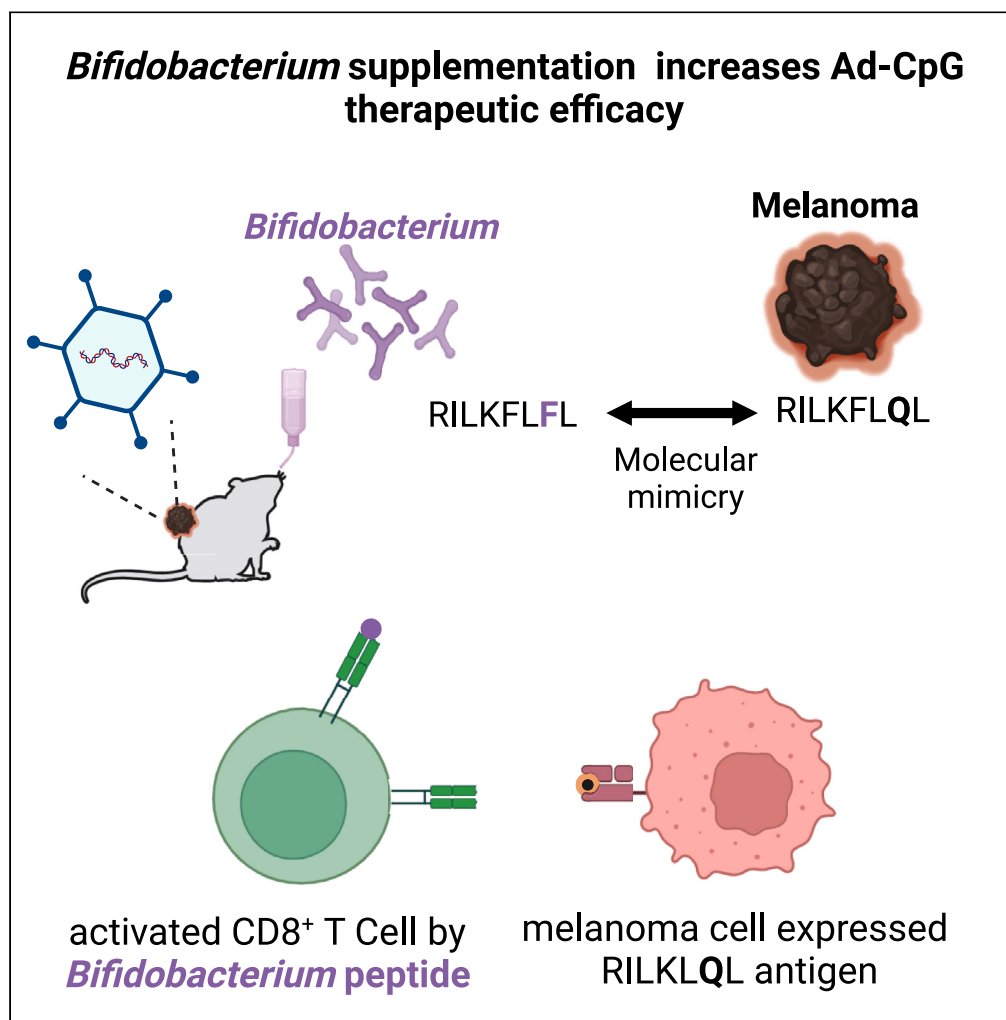 Bifidobacterium supplementation increases Ad-CpG
therapeutic efficacy
Bifidobacterium
Melanoma
RILKFLFL
RILKFLQL
Molecular
mimicry
activated CD8⁺ T Cell by
Bifidobacterium peptide
melanoma cell expressed
RILKLQL antigen